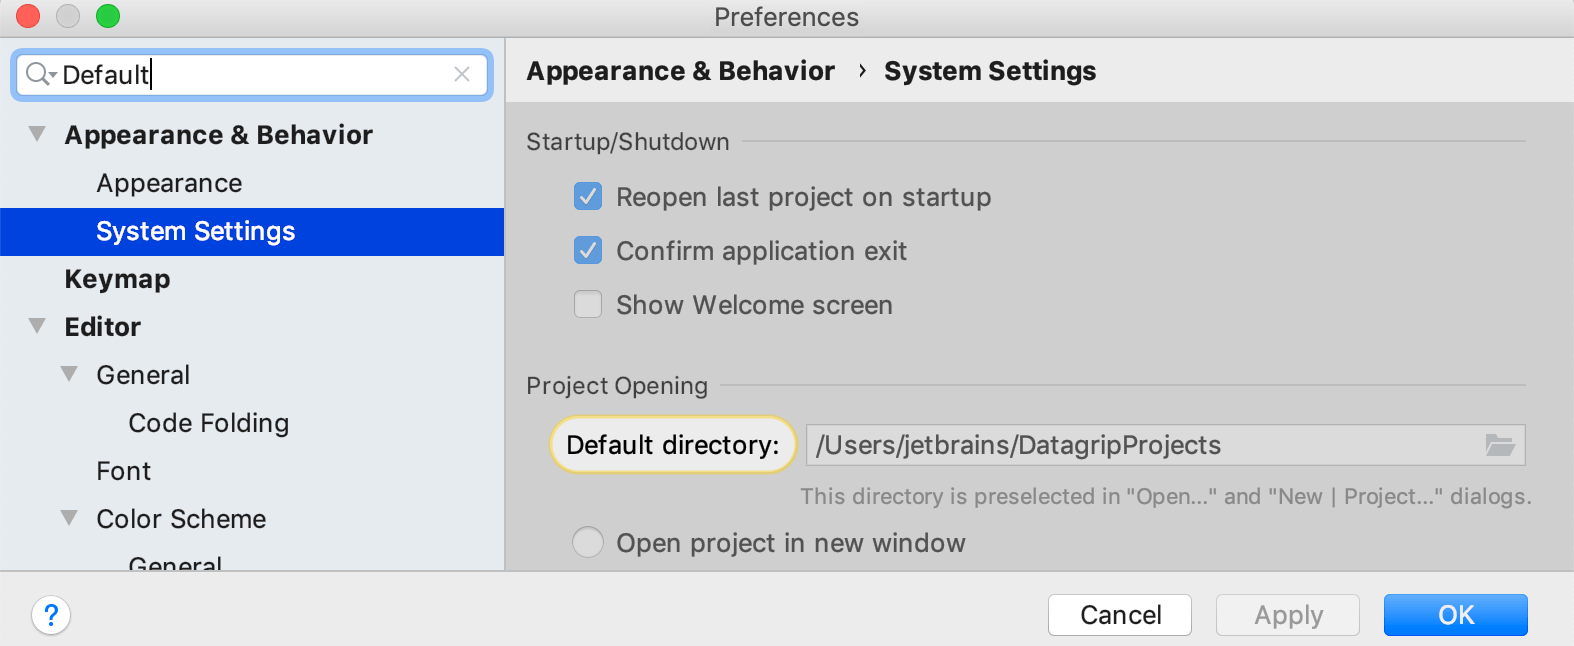 Preferences
Default
Appearance & Behavior
Appearance
System Settings
Keymap
Editor
General
Code Folding
Font
Color Scheme
General
Appearance & Behavior › System Settings
Startup/Shutdown
Reopen last project on startup
Confirm application exit
Show Welcome screen
Project Opening
Default directory: /Users/jetbrains/DatagripProjects
This directory is preselected in "Open..." and "New | Project..." dialogs.
Open project in new window
? Cancel Apply OK